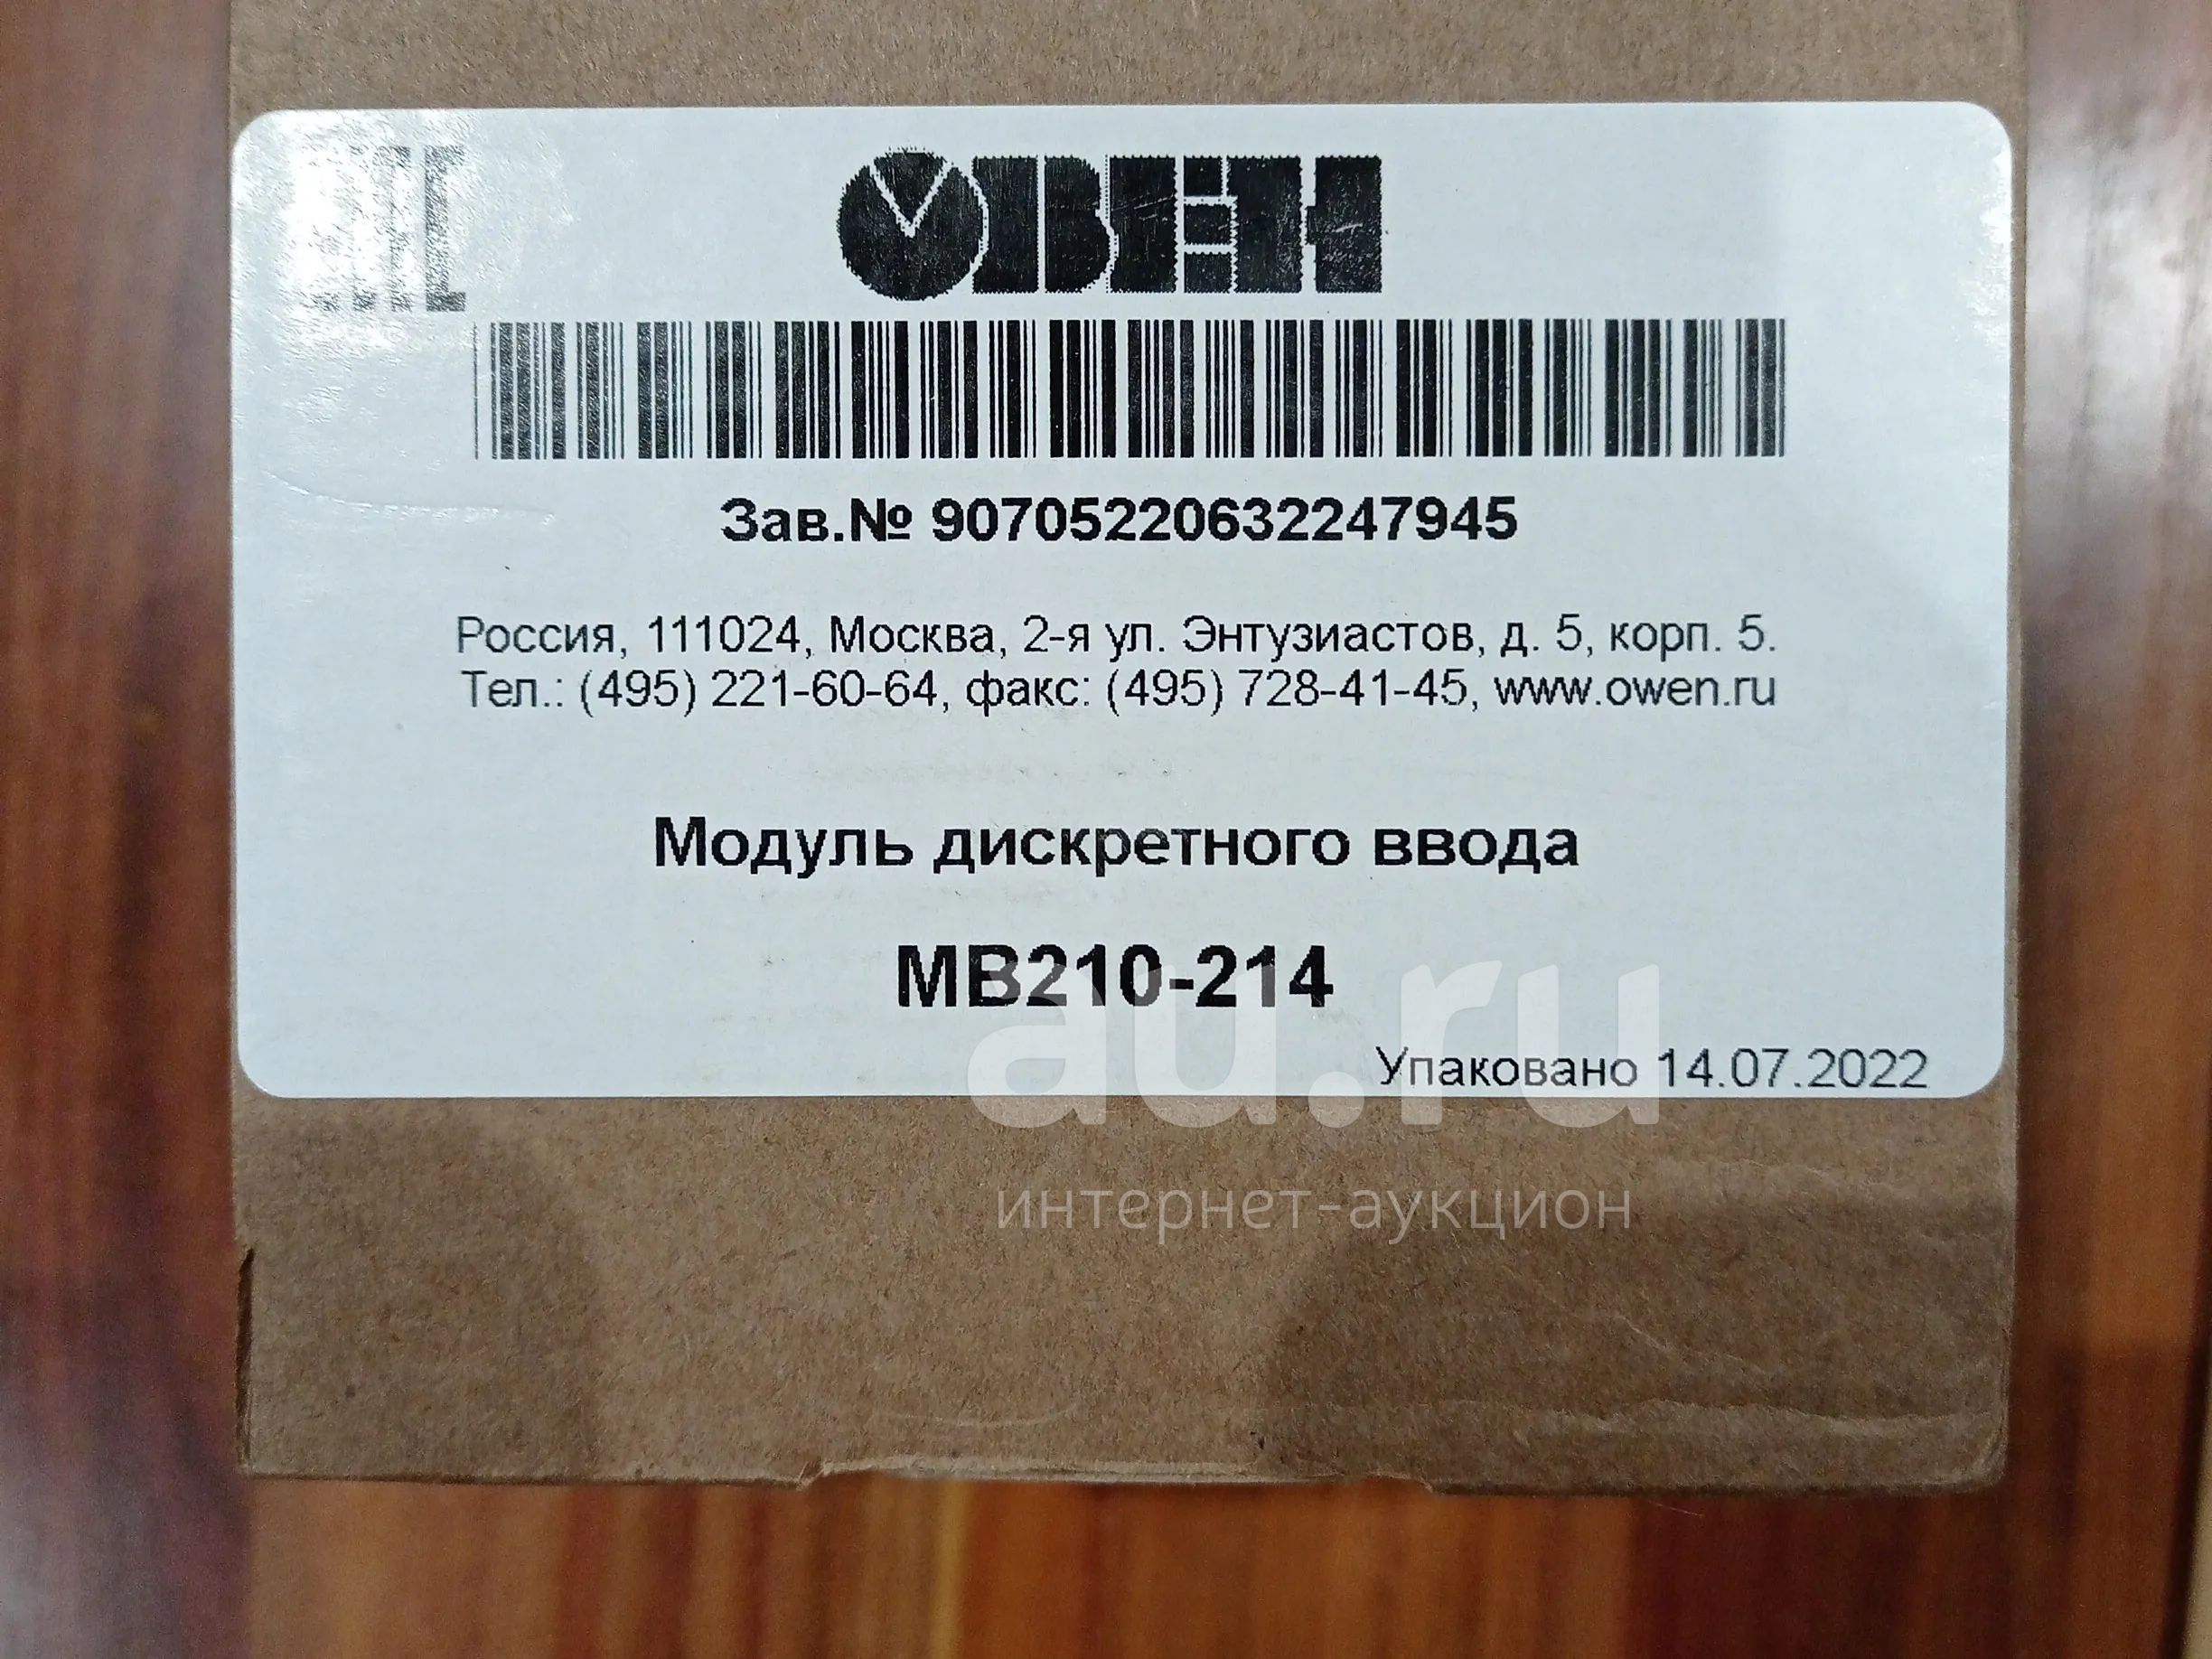 EAC
ОВЕН
Зав.№ 90705220632247945
Россия, 111024, Москва, 2-я ул. Энтузиастов, д. 5, корп. 5.
Тел.: (495) 221-60-64, факс: (495) 728-41-45, www.owen.ru
Модуль дискретного ввода
МВ210-214
Упаковано 14.07.2022
au.ru
интернет-аукцион